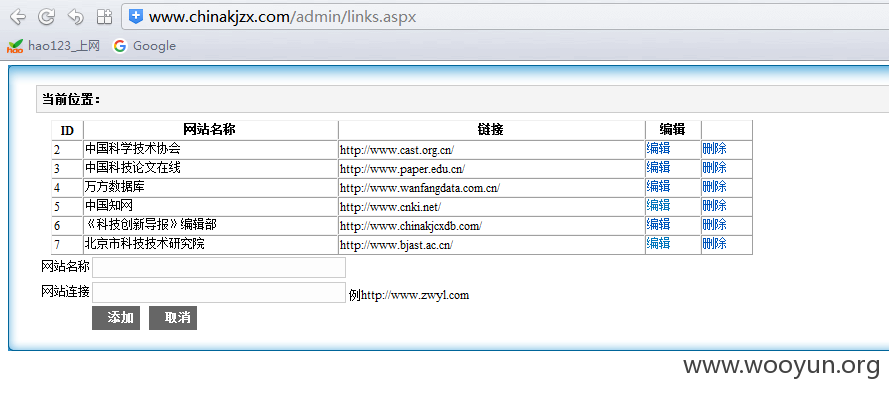 www.chinakjzx.com/admin/links.aspx
hao123_上网 Google
当前位置：
ID 网站名称 链接 编辑
2 中国科学技术协会 http://www.cast.org.cn/ 编辑 删除
3 中国科技论文在线 http://www.paper.edu.cn/ 编辑 删除
4 万方数据库 http://www.wanfangdata.com.cn/ 编辑 删除
5 中国知网 http://www.cnki.net/ 编辑 删除
6 《科技创新导报》编辑部 http://www.chinakjcxdb.com/ 编辑 删除
7 北京市科技技术研究院 http://www.bjast.ac.cn/ 编辑 删除
网站名称
网站连接 例http://www.zwyl.com
添加 取消
www.wooyun.org